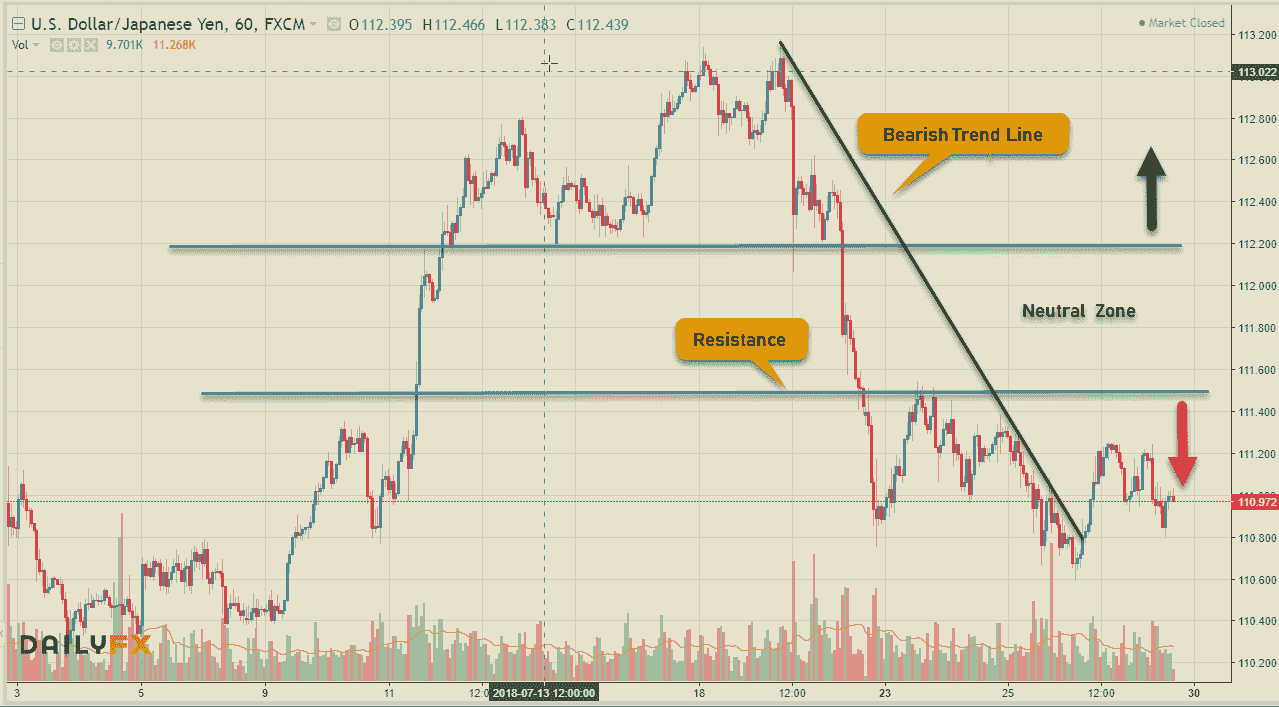 U.S. Dollar/Japanese Yen, 60, FXCM O112.395 H112.466 L112.383 C112.439
Market Closed
Vol 9.701K 11.268K
113.200
113.022
112.800
112.600
112.400
112.200
112.000
111.800
111.600
111.400
111.200
110.972
110.800
110.600
110.400
110.200
Bearish Trend Line
Neutral Zone
Resistance
DAILYFX
3 5 9 11 2018-07-13 12:00:00 18 12:00 23 25 12:00 30